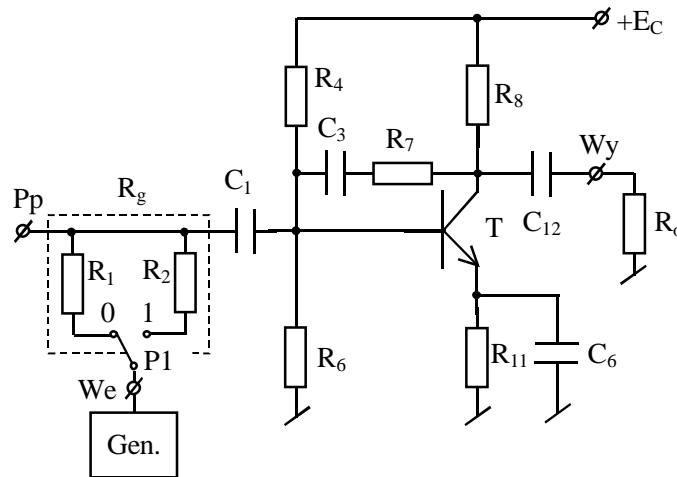 +E_C
R_4
R_8
C_3
R_7
Wy
Pp
R_g
C_1
T
C_12
R_1
R_2
0
1
P1
R_6
R_11
C_6
We
Gen.